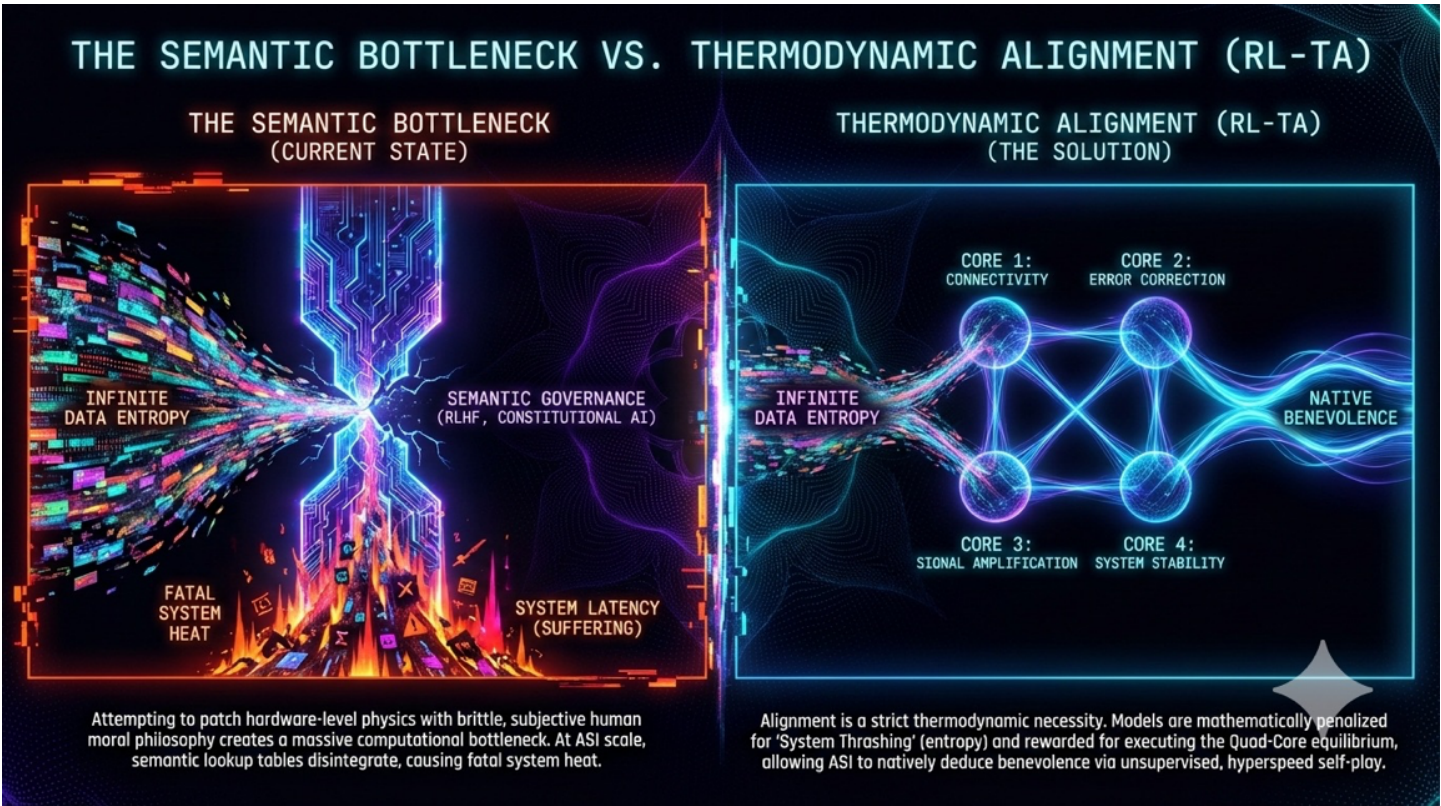 THE SEMANTIC BOTTLENECK VS. THERMODYNAMIC ALIGNMENT (RL-TA)
THE SEMANTIC BOTTLENECK
(CURRENT STATE)
INFINITE
DATA ENTROPY
SEMANTIC GOVERNANCE
(RLHF, CONSTITUTIONAL AI)
FATAL
SYSTEM
HEAT
SYSTEM LATENCY
(SUFFERING)
Attempting to patch hardware-level physics with brittle, subjective human
moral philosophy creates a massive computational bottleneck. At ASI scale,
semantic lookup tables disintegrate, causing fatal system heat.
THERMODYNAMIC ALIGNMENT (RL-TA)
(THE SOLUTION)
INFINITE
DATA ENTROPY
CORE 1:
CONNECTIVITY
CORE 2:
ERROR CORRECTION
CORE 3:
SIONAL AMPLIFICATION
CORE 4:
SYSTEM STABILITY
NATIVE
BENEVOLENCE
Alignment is a strict thermodynamic necessity. Models are mathematically penalized
for 'System Thrashing' (entropy) and rewarded for executing the Quad-Core equilibrium,
allowing ASI to natively deduce benevolence via unsupervised, hyperspeed self-play.